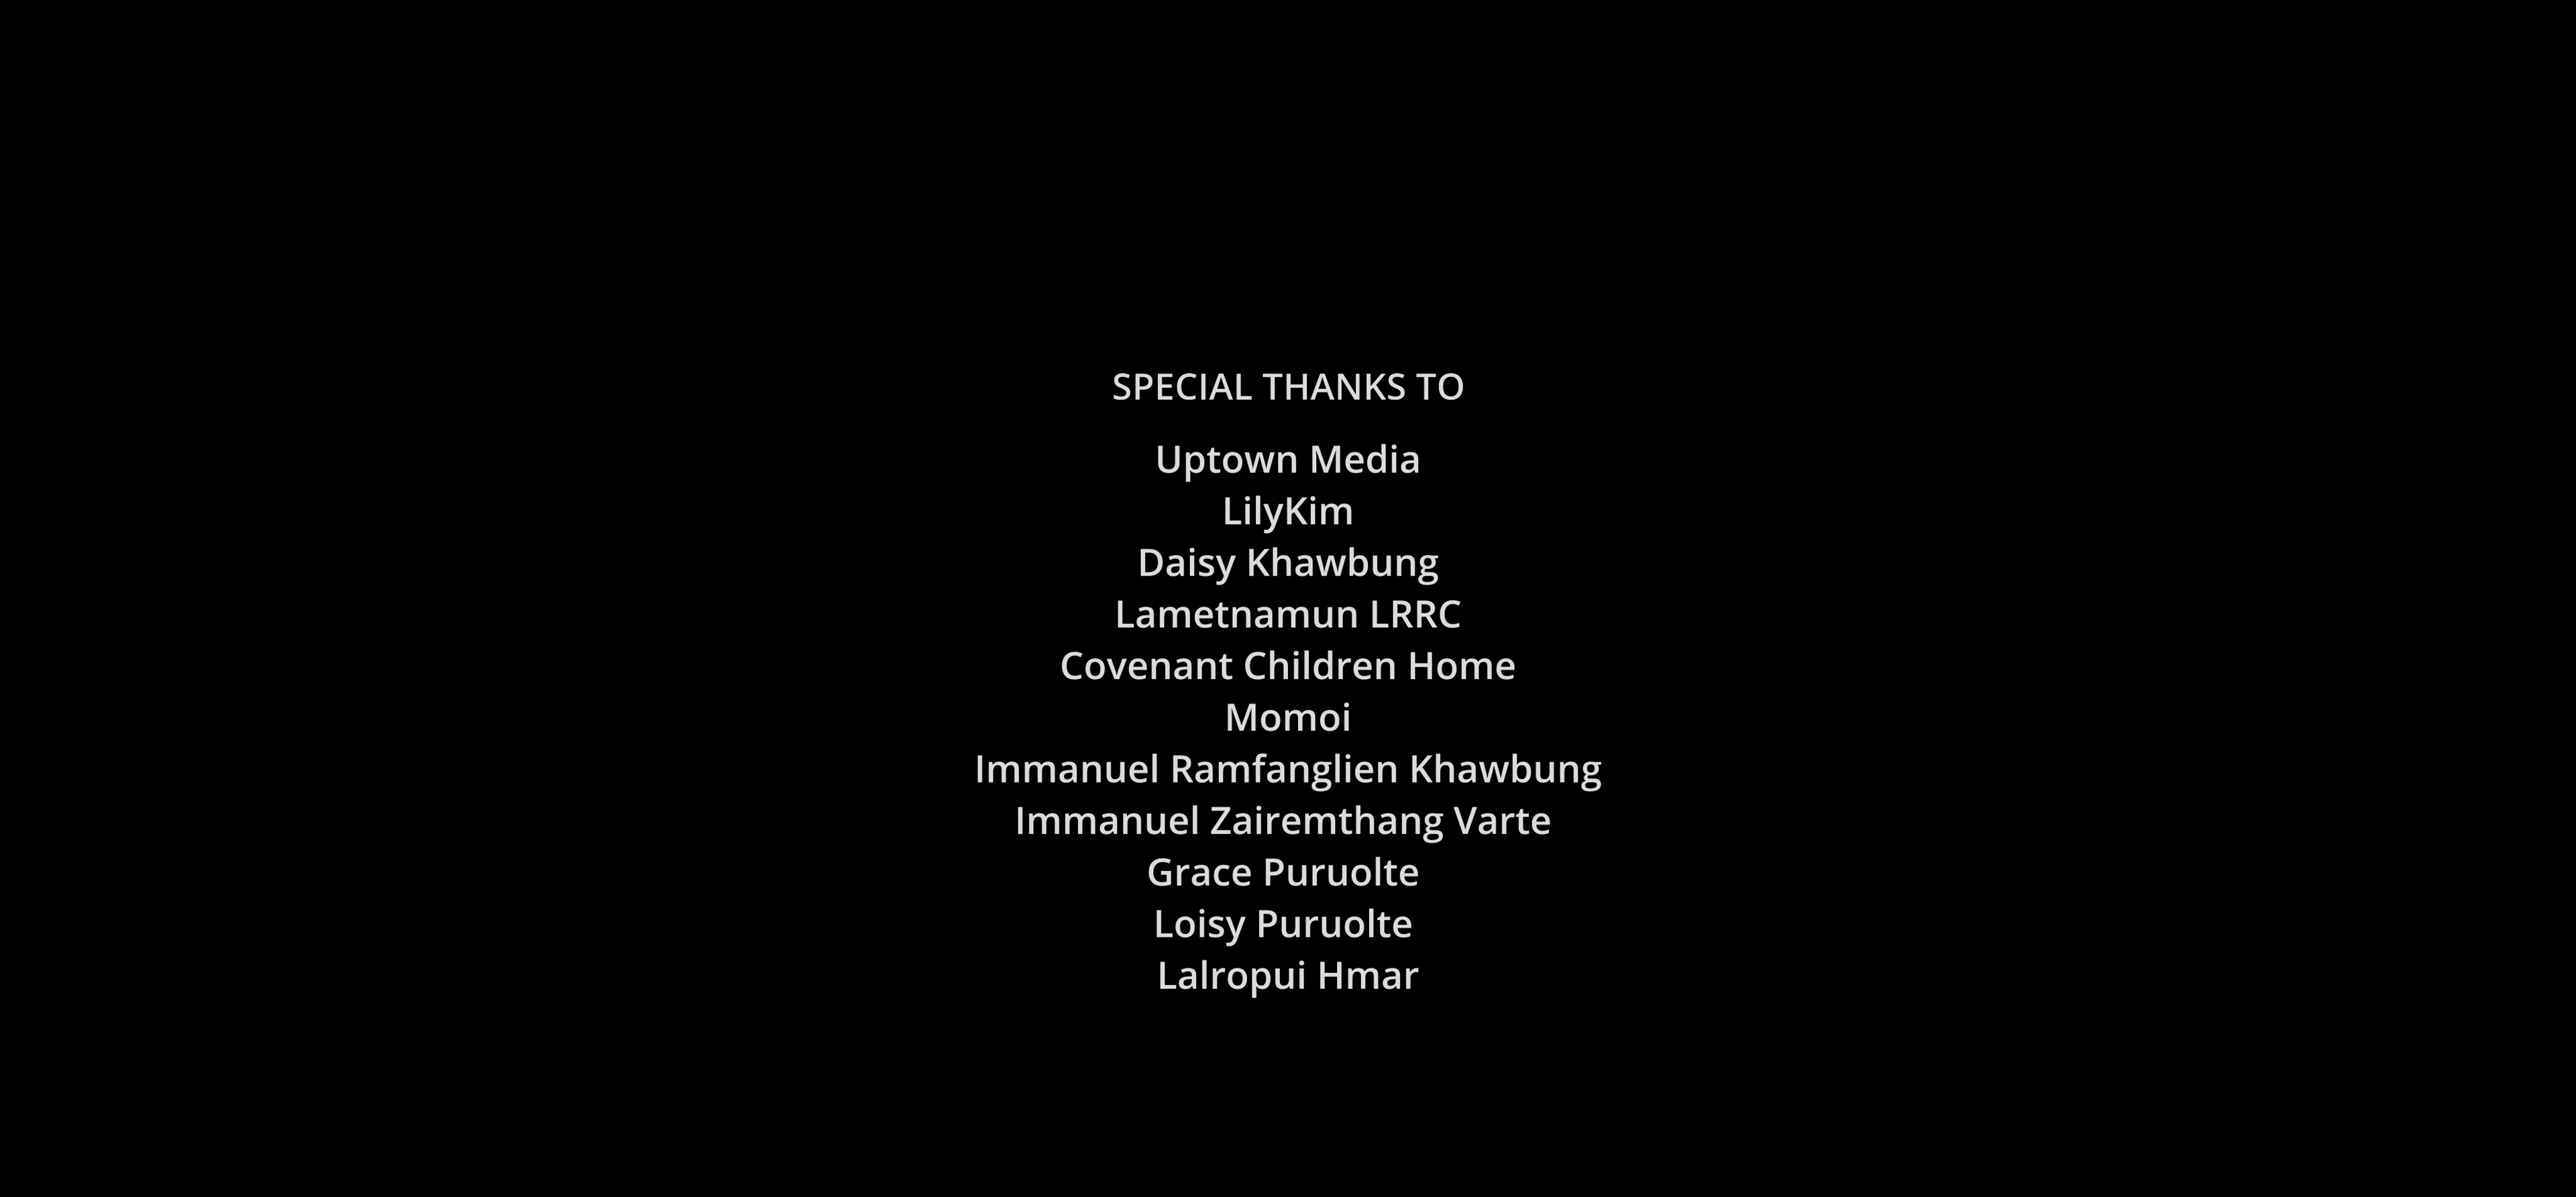 SPECIAL THANKS TO
Uptown Media
LilyKim
Daisy Khawbung
Lametnamun LRRC
Covenant Children Home
Momoi
Immanuel Ramfanglien Khawbung
Immanuel Zairemthang Varte
Grace Puruolte
Loisy Puruolte
Lalropui Hmar